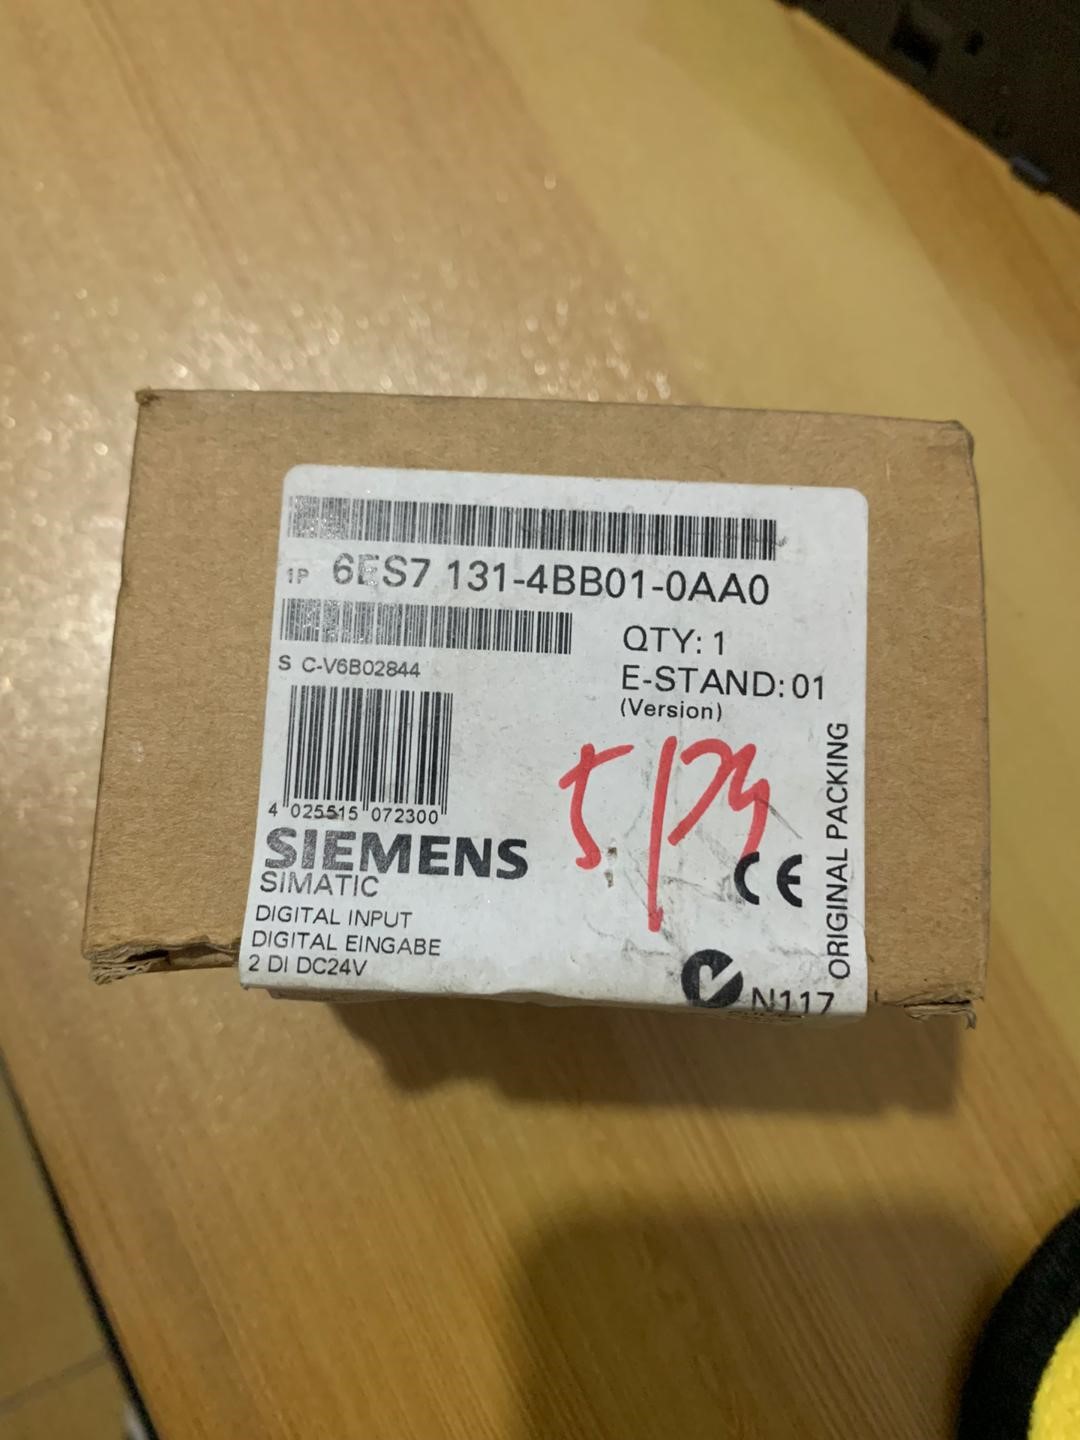 1P 6ES7 131-4BB01-0AA0
QTY: 1
S C-V6B02844
E-STAND: 01
(Version)
4 025515 072300
SIEMENS
SIMATIC
DIGITAL INPUT
DIGITAL EINGABE
2 DI DC24V
CE
N117
ORIGINAL PACKING